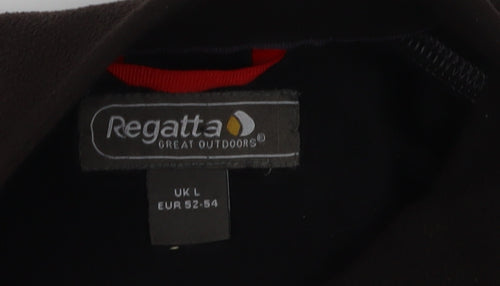 Regatta
GREAT OUTDOORS®
UK L
EUR 52-54